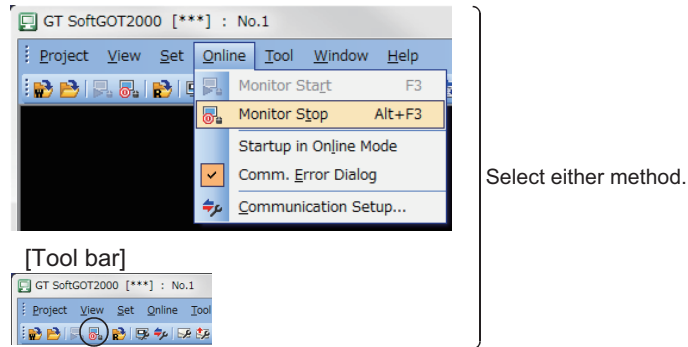 GT SoftGOT2000 [***] : No.1
Project View Set Online Tool Window Help
Monitor Start F3
Monitor Stop Alt+F3
Startup in Online Mode
Comm. Error Dialog
Communication Setup...
Select either method.
[Tool bar]
GT SoftGOT2000 [***] : No.1
Project View Set Online Tool